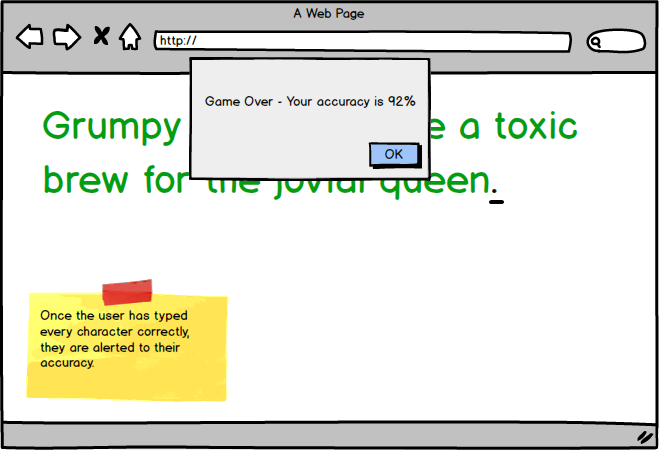 A Web Page
http://
Game Over - Your accuracy is 92%
OK
Grumpy e a toxic
brew for the jovial queen.
Once the user has typed
every character correctly,
they are alerted to their
accuracy.